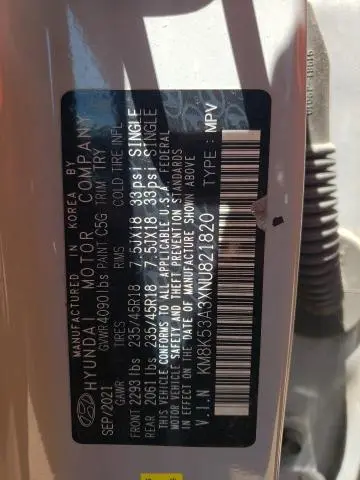 MANUFACTURED IN KOREA BY
HYUNDAI MOTOR COMPANY
SEP/2021 GVWR 4090 lbs PAINT C5G TRIM TRY
GAWR TIRES RIMS COLD TIRE INFL
FRONT 2293 lbs 235/45R18 7.5JX18 33psi SINGLE
REAR 2061 lbs 235/45R18 7.5JX18 33psi SINGLE
THIS VEHICLE CONFORMS TO ALL APPLICABLE U.S.A FEDERAL
MOTOR VEHICLE SAFETY AND THEFT PREVENTION STANDARDS
IN EFFECT ON THE DATE OF MANUFACTURE SHOWN ABOVE.
V.I.N KM8K53A3XNU821820 TYPE : MPV